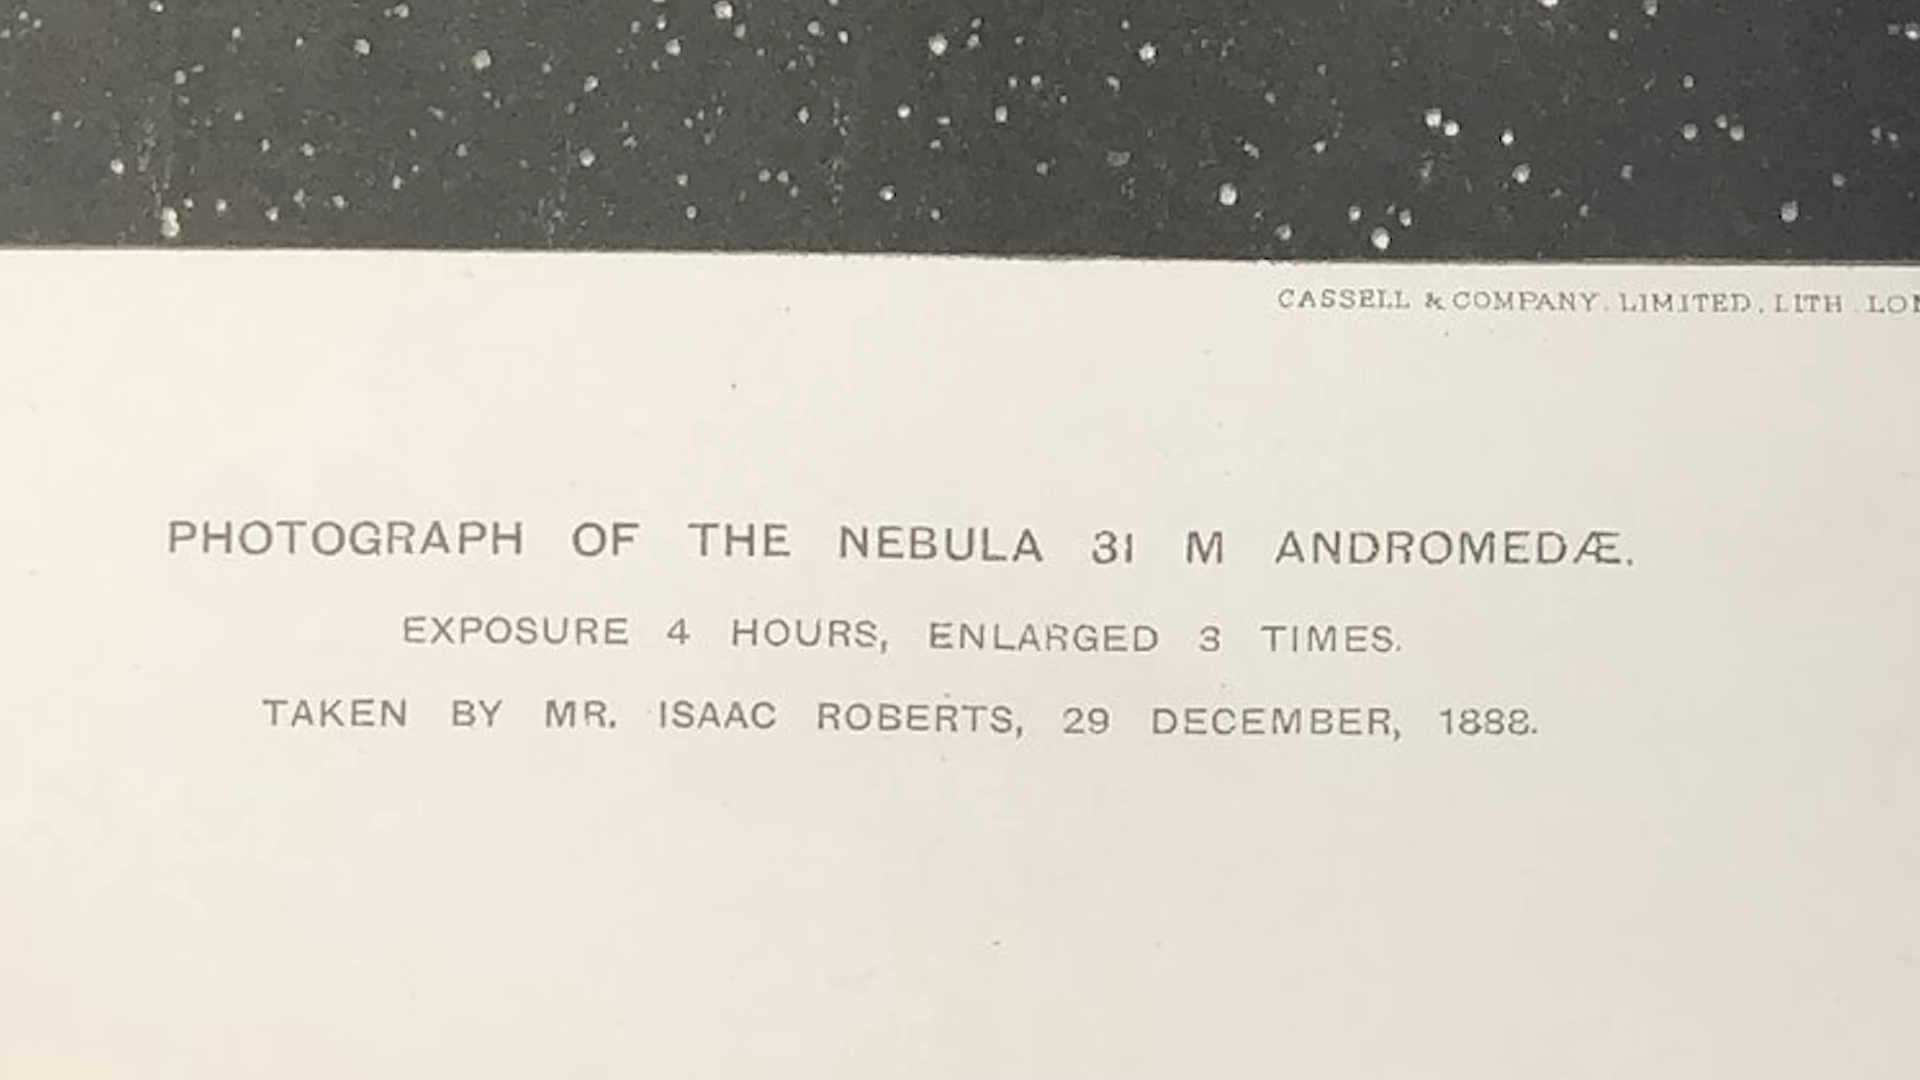 CASSELL & COMPANY. LIMITED, LITH. LON
PHOTOGRAPH OF THE NEBULA 31 M ANDROMEDÆ.
EXPOSURE 4 HOURS, ENLARGED 3 TIMES.
TAKEN BY MR. ISAAC ROBERTS, 29 DECEMBER, 1888.